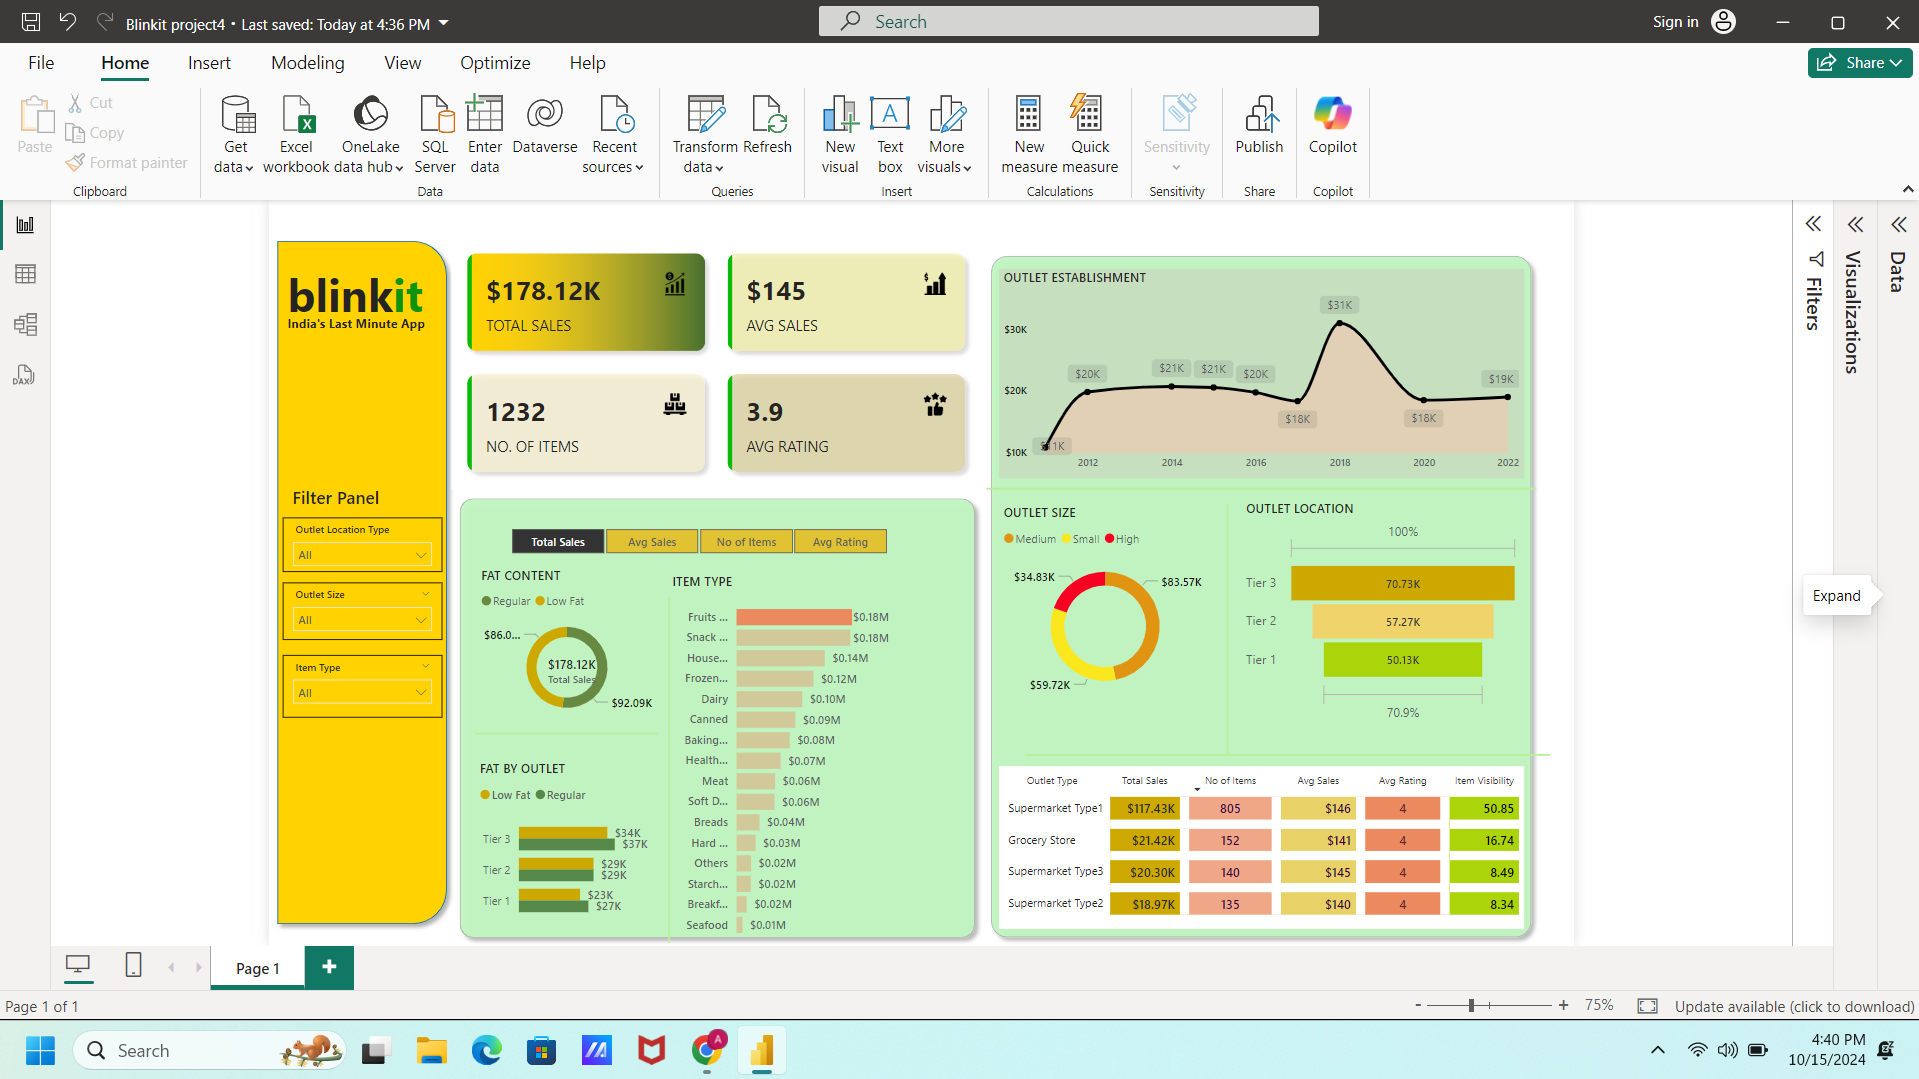 Blinkit project4 • Last saved: Today at 4:36 PM
Search
Sign in
File
Home
Insert
Modeling
View
Optimize
Help
Share
Paste
Cut
Copy
Format painter
Clipboard
Get data
Excel workbook
OneLake data hub
SQL Server
Enter data
Dataverse
Recent sources
Data
Transform data
Refresh
Queries
New visual
Text box
More visuals
Insert
New measure
Quick measure
Calculations
Sensitivity
Sensitivity
Publish
Share
Copilot
Copilot
DAX
blinkit
India's Last Minute App
Filter Panel
Outlet Location Type
All
Outlet Size
All
Item Type
All
$178.12K
TOTAL SALES
$145
AVG SALES
1232
NO. OF ITEMS
3.9
AVG RATING
Total Sales
Avg Sales
No of Items
Avg Rating
FAT CONTENT
Regular
Low Fat
$86.0...
$178.12K
Total Sales
$92.09K
FAT BY OUTLET
Low Fat
Regular
Tier 3 $34K $37K
Tier 2 $29K $29K
Tier 1 $23K $27K
ITEM TYPE
Fruits ... $0.18M
Snack ... $0.18M
House... $0.14M
Frozen... $0.12M
Dairy $0.10M
Canned $0.09M
Baking... $0.08M
Health... $0.07M
Meat $0.06M
Soft D... $0.06M
Breads $0.04M
Hard ... $0.03M
Others $0.02M
Starch... $0.02M
Breakf... $0.02M
Seafood $0.01M
OUTLET ESTABLISHMENT
$30K
$20K
$10K
$20K
$21K
$21K
$20K
$18K
$31K
$18K
$19K
2012 2014 2016 2018 2020 2022
OUTLET SIZE
Medium
Small
High
$34.83K
$83.57K
$59.72K
OUTLET LOCATION
100%
Tier 3 70.73K
Tier 2 57.27K
Tier 1 50.13K
70.9%
Outlet Type Total Sales No of Items Avg Sales Avg Rating Item Visibility
Supermarket Type1 $117.43K 805 $146 4 50.85
Grocery Store $21.42K 152 $141 4 16.74
Supermarket Type3 $20.30K 140 $145 4 8.49
Supermarket Type2 $18.97K 135 $140 4 8.34
Filters
Visualizations
Data
Expand
Page 1
Page 1 of 1
- + 75%
Update available (click to download)
Search
A
4:40 PM
10/15/2024